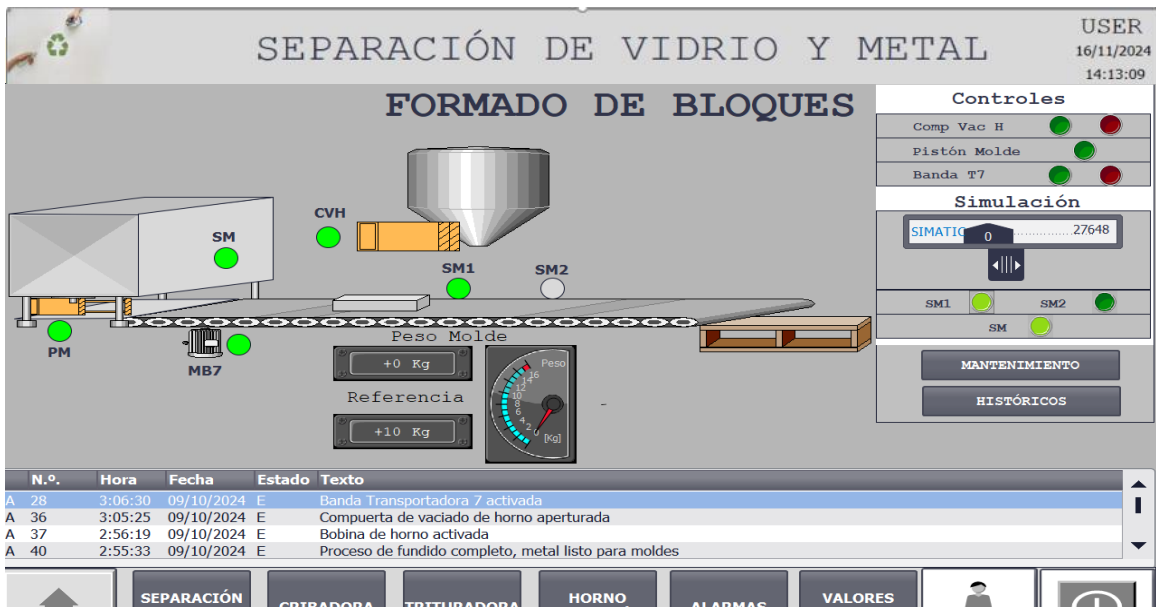 SEPARACIÓN DE VIDRIO Y METAL
USER
16/11/2024
14:13:09
FORMADO DE BLOQUES
Controles
Comp Vac H
Pistón Molde
Banda T7
Simulación
SIMATIC 0 27648
SM1 SM2
SM
MANTENIMIENTO
HISTÓRICOS
CVH
SM
SM1 SM2
PM
MB7
Peso Molde
+0 Kg
Referencia
+10 Kg
Peso
16
14
12
10
8
6
4
2
0
[Kg]
N.º. Hora Fecha Estado Texto
A 28 3:06:30 09/10/2024 E Banda Transportadora 7 activada
A 36 3:05:25 09/10/2024 E Compuerta de vaciado de horno aperturada
A 37 2:56:19 09/10/2024 E Bobina de horno activada
A 40 2:55:33 09/10/2024 E Proceso de fundido completo, metal listo para moldes
SEPARACIÓN
CRIBADORA
TRITURADORA
HORNO
ALARMAS
VALORES